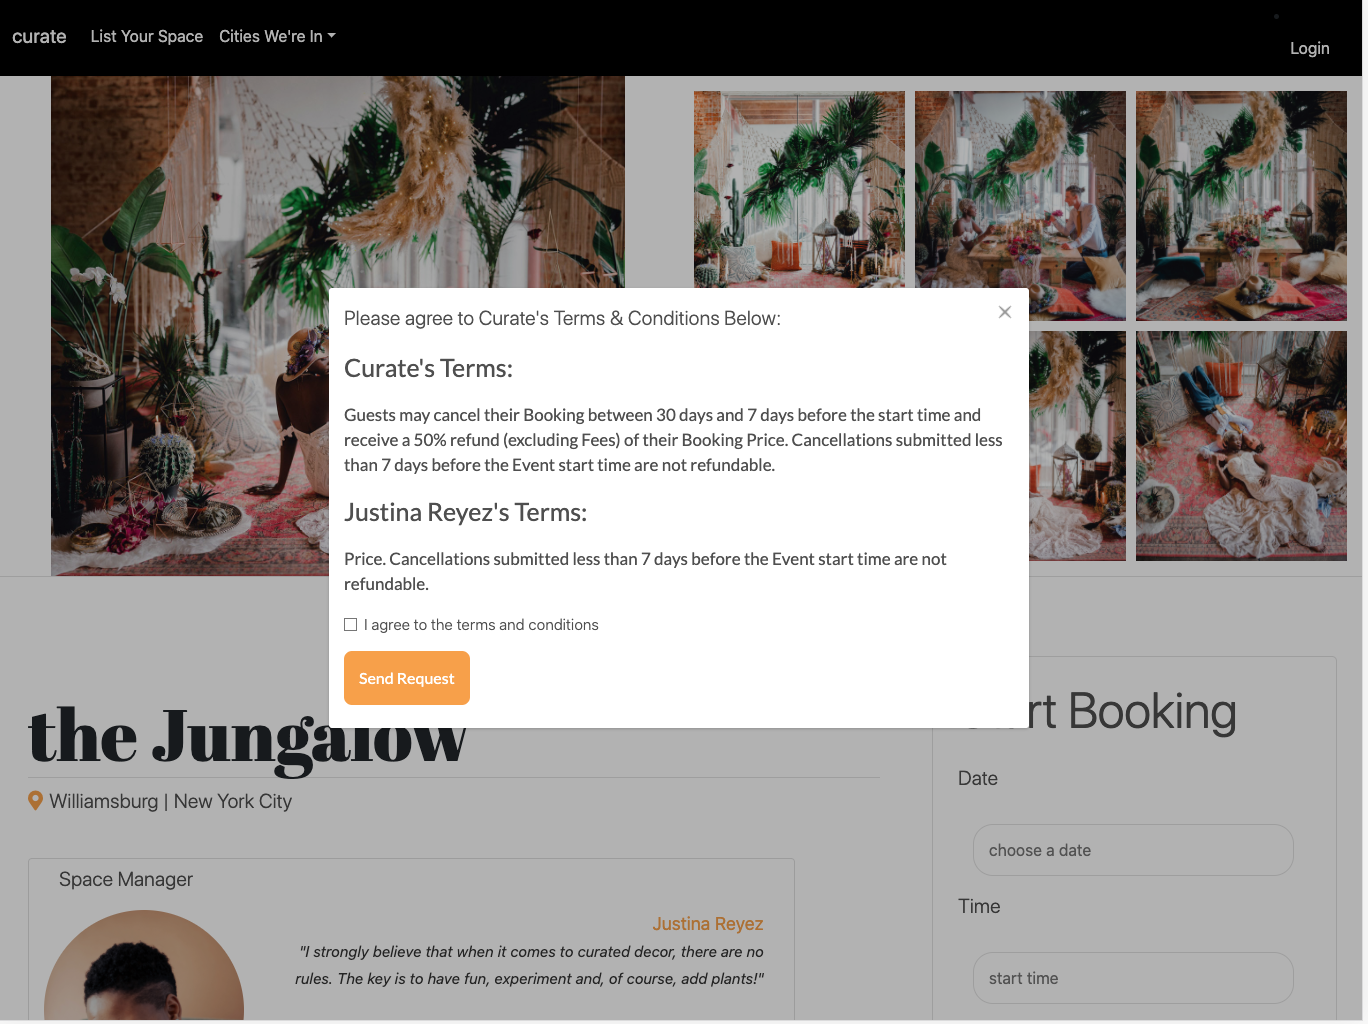 curate List Your Space Cities We're In
Login
Please agree to Curate's Terms & Conditions Below:
Curate's Terms:
Guests may cancel their Booking between 30 days and 7 days before the start time and
receive a 50% refund (excluding Fees) of their Booking Price. Cancellations submitted less
than 7 days before the Event start time are not refundable.
Justina Reyez's Terms:
Price. Cancellations submitted less than 7 days before the Event start time are not
refundable.
I agree to the terms and conditions
Send Request
the Jungalow
Williamsburg | New York City
Space Manager
Justina Reyez
"I strongly believe that when it comes to curated decor, there are no
rules. The key is to have fun, experiment and, of course, add plants!"
Booking
Date
choose a date
Time
start time